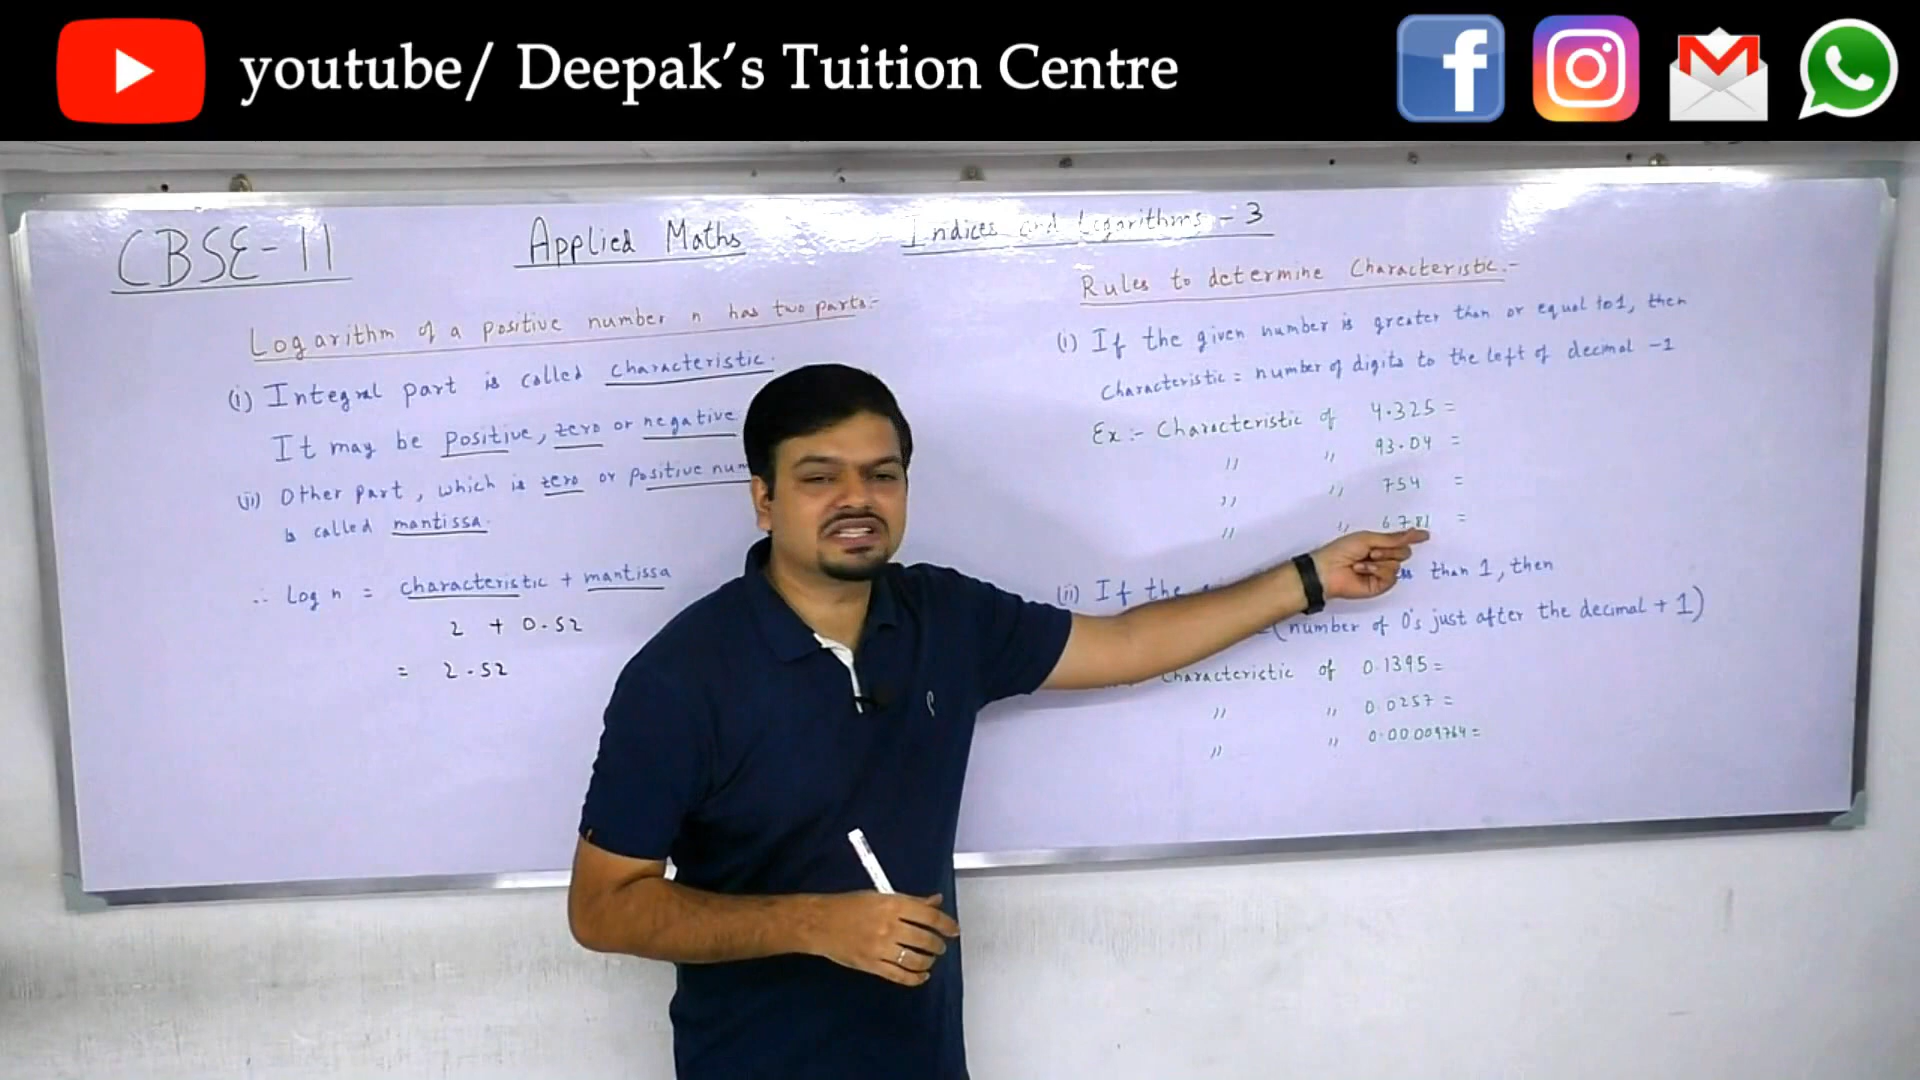 youtube/ Deepak’s Tuition Centre
CBSE-11
Applied Maths
Indices and Logarithms - 3
Logarithm of a positive number n has two parts:-
(i) Integral part is called characteristic.
It may be positive, zero or negative
(ii) Other part, which is zero or positive num
is called mantissa.
∴ Log n = characteristic + mantissa
2 + 0.52
= 2.52
Rules to determine Characteristic:-
(i) If the given number is greater than or equal to 1, then
Characteristic = number of digits to the left of decimal -1
Ex:- Characteristic of 4.325 =
" " 93.04 =
" " 754 =
" " 6781 =
(ii) If the than 1, then
(number of 0's just after the decimal + 1)
Characteristic of 0.1395 =
" " 0.0257 =
" " 0.00009764 =